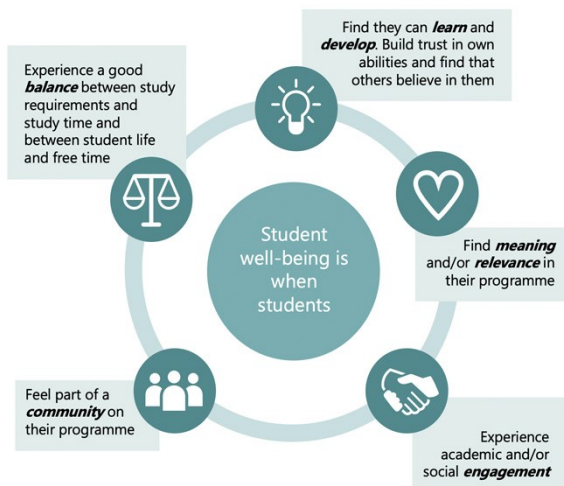 Find they can learn and
develop. Build trust in own
abilities and find that
others believe in them
Experience a good
balance between study
requirements and
study time and
between student life
and free time
Student
well-being is
when
students
Find meaning
and/or relevance in
their programme
Feel part of a
community on
their programme
Experience
academic and/or
social engagement